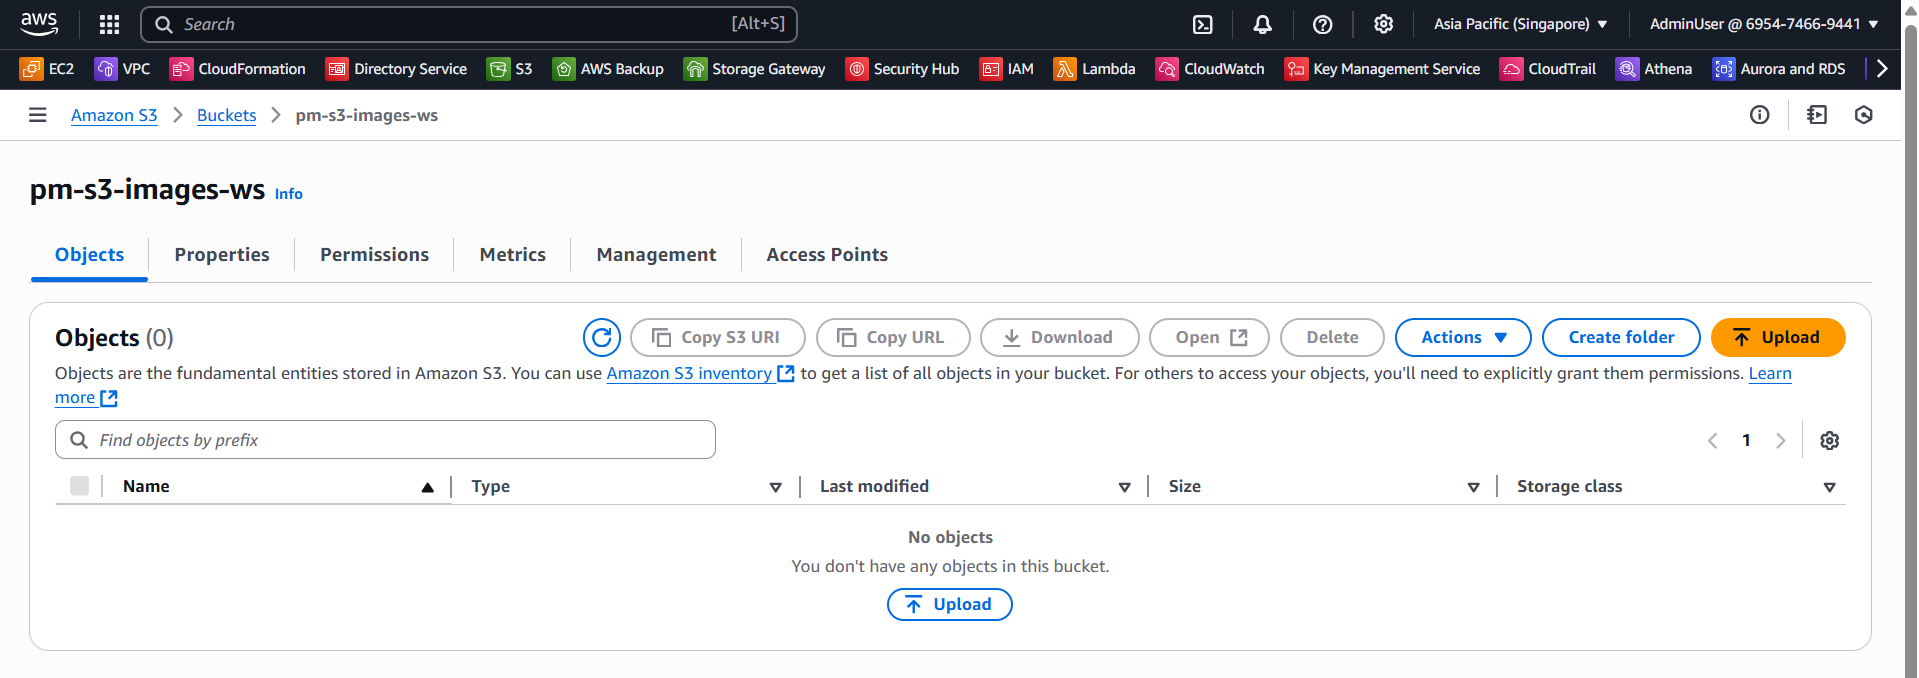 aws Search [Alt+S] Asia Pacific (Singapore) AdminUser @ 6954-7466-9441
EC2 VPC CloudFormation Directory Service S3 AWS Backup Storage Gateway Security Hub IAM Lambda CloudWatch Key Management Service CloudTrail Athena Aurora and RDS
Amazon S3 Buckets pm-s3-images-ws
pm-s3-images-ws Info
Objects Properties Permissions Metrics Management Access Points
Objects (0) Copy S3 URI Copy URL Download Open Delete Actions Create folder Upload
Objects are the fundamental entities stored in Amazon S3. You can use Amazon S3 inventory to get a list of all objects in your bucket. For others to access your objects, you'll need to explicitly grant them permissions. Learn
more
Find objects by prefix 1
Name Type Last modified Size Storage class
No objects
You don't have any objects in this bucket.
Upload